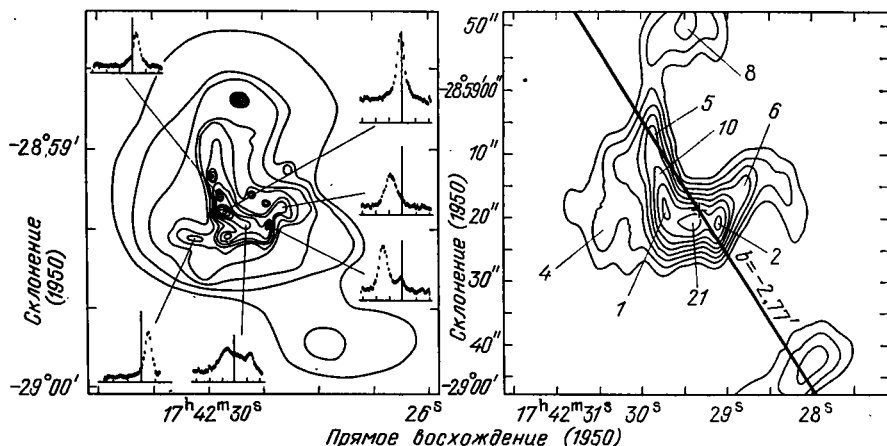 -28°59'
-29°00'
Склонение (1950)
17ʰ42ᵐ30ˢ
26ˢ
50"
-28°59'00"
10"
20"
30"
40"
-29°00'
Склонение (1950)
8
5
10
6
4
1
21
2
b=-2,77'
17ʰ42ᵐ31ˢ
30ˢ
29ˢ
28ˢ
Прямое восхождение (1950)